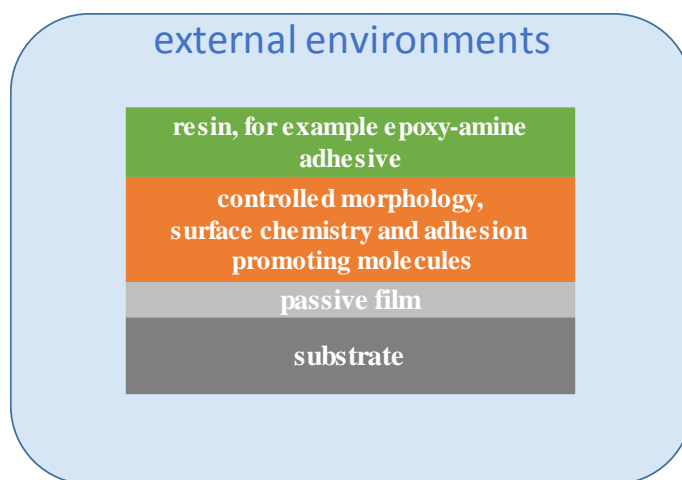 external environments
resin, for example epoxy-amine
adhesive
controlled morphology,
surface chemistry and adhesion
promoting molecules
passive film
substrate